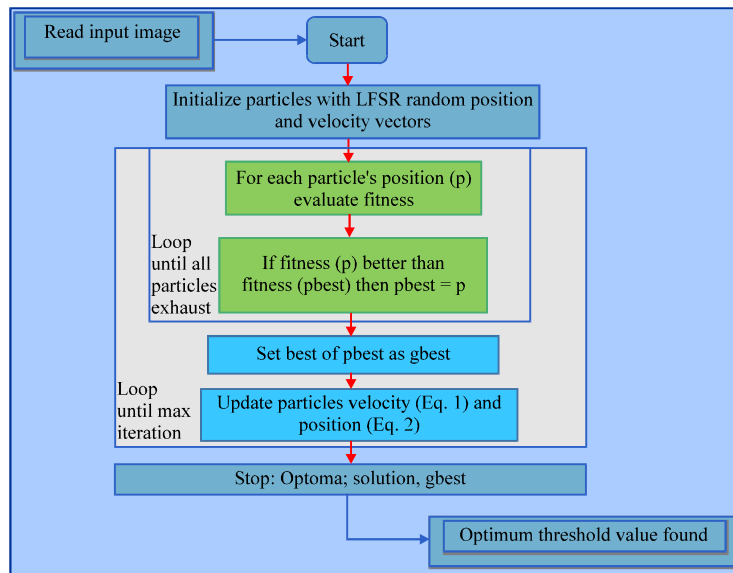 Read input image
Start
Initialize particles with LFSR random position
and velocity vectors
For each particle's position (p)
evaluate fitness
Loop
until all
particles
exhaust
If fitness (p) better than
fitness (pbest) then pbest = p
Set best of pbest as gbest
Loop
until max
iteration
Update particles velocity (Eq. 1) and
position (Eq. 2)
Stop: Optoma; solution, gbest
Optimum threshold value found